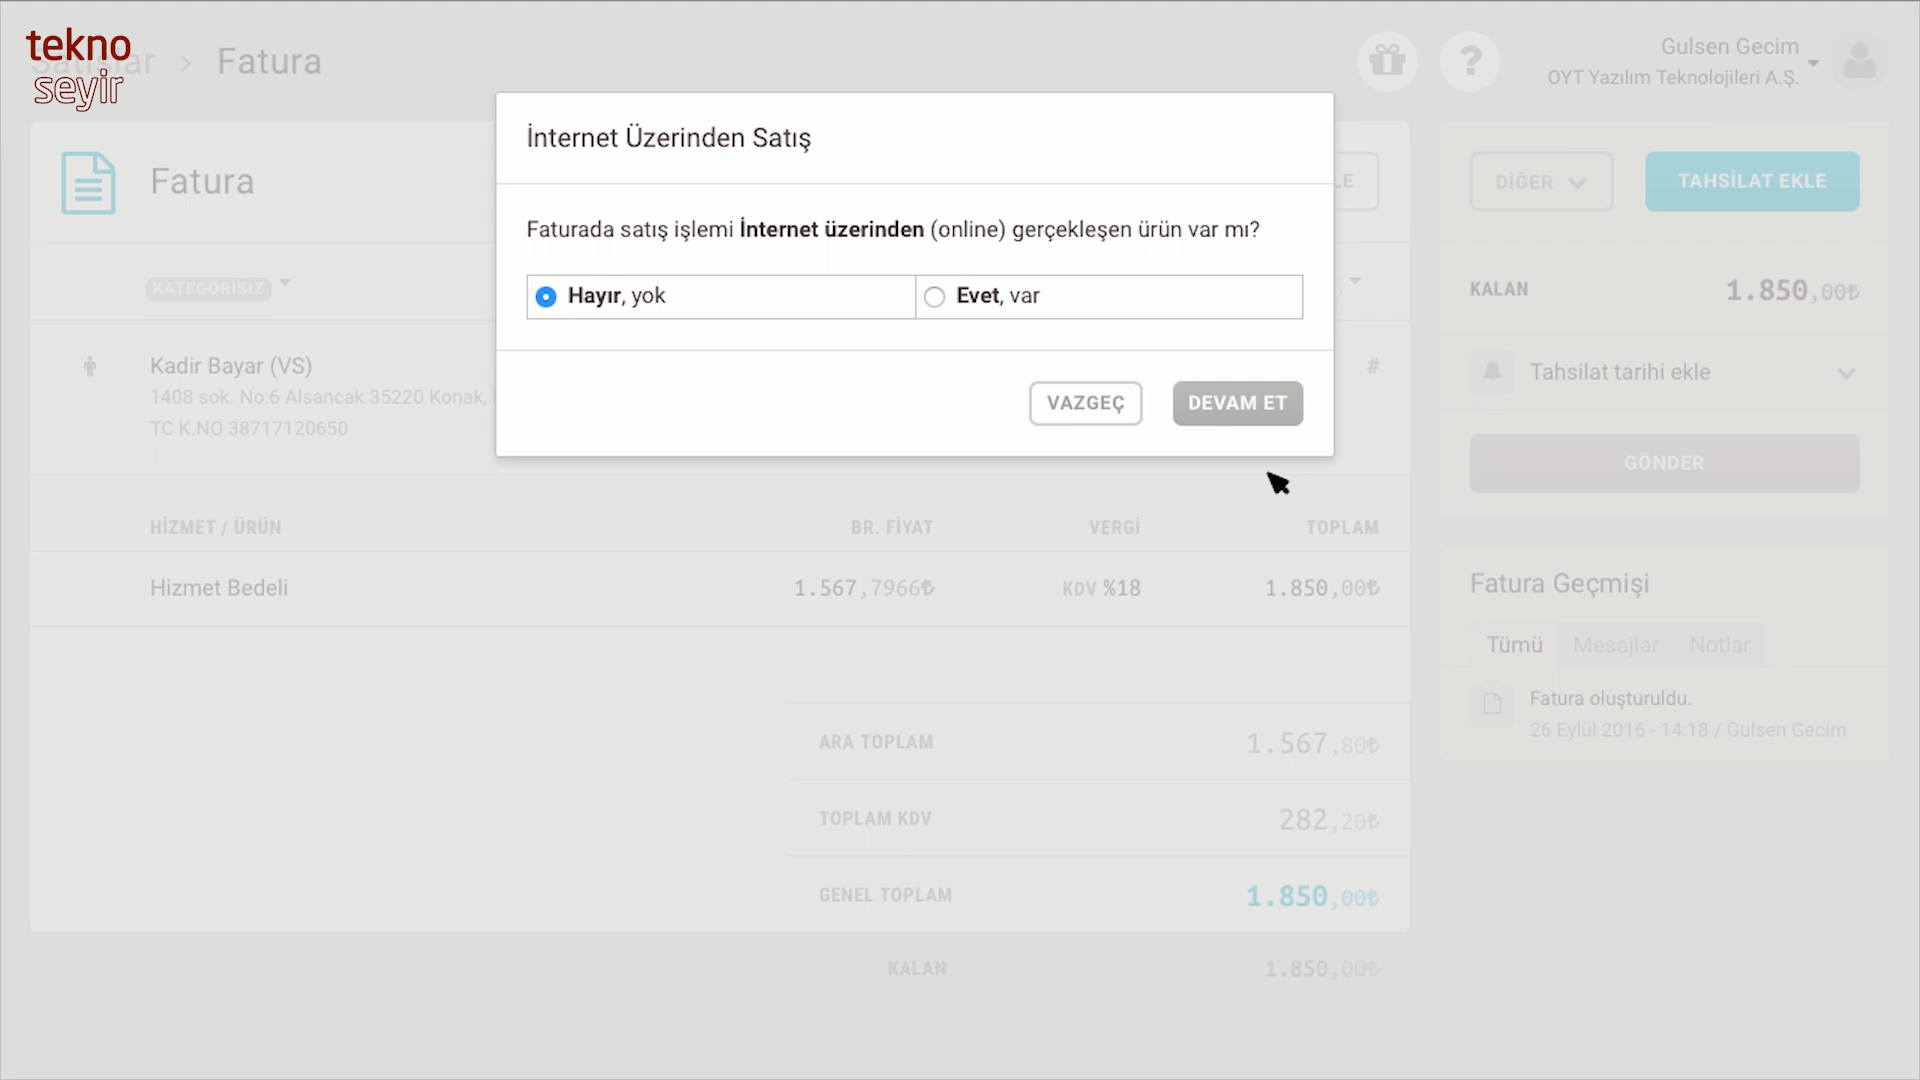 tekno
seyir
Satışlar > Fatura
?
Gulsen Gecim
OYT Yazılım Teknolojileri A.Ş.
İnternet Üzerinden Satış
Faturada satış işlemi İnternet üzerinden (online) gerçekleşen ürün var mı?
Hayır, yok
Evet, var
VAZGEÇ
DEVAM ET
Fatura
DİĞER
TAHSİLAT EKLE
KATEGORİSİZ
KALAN 1.850,00₺
Kadir Bayar (VS)
#
1408 sok. No:6 Alsancak 35220 Konak,
TC K.NO 38717120650
Tahsilat tarihi ekle
GÖNDER
HİZMET / ÜRÜN BR. FİYAT VERGİ TOPLAM
Hizmet Bedeli 1.567,7966₺ KDV %18 1.850,00₺
Fatura Geçmişi
Tümü Mesajlar Notlar
Fatura oluşturuldu.
26 Eylül 2016 - 14:18 / Gulsen Gecim
ARA TOPLAM 1.567,80₺
TOPLAM KDV 282,20₺
GENEL TOPLAM 1.850,00₺
KALAN 1.850,00₺